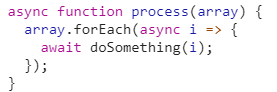 async function process(array) {
  array.forEach(async i => {
    await doSomething(i);
  });
}